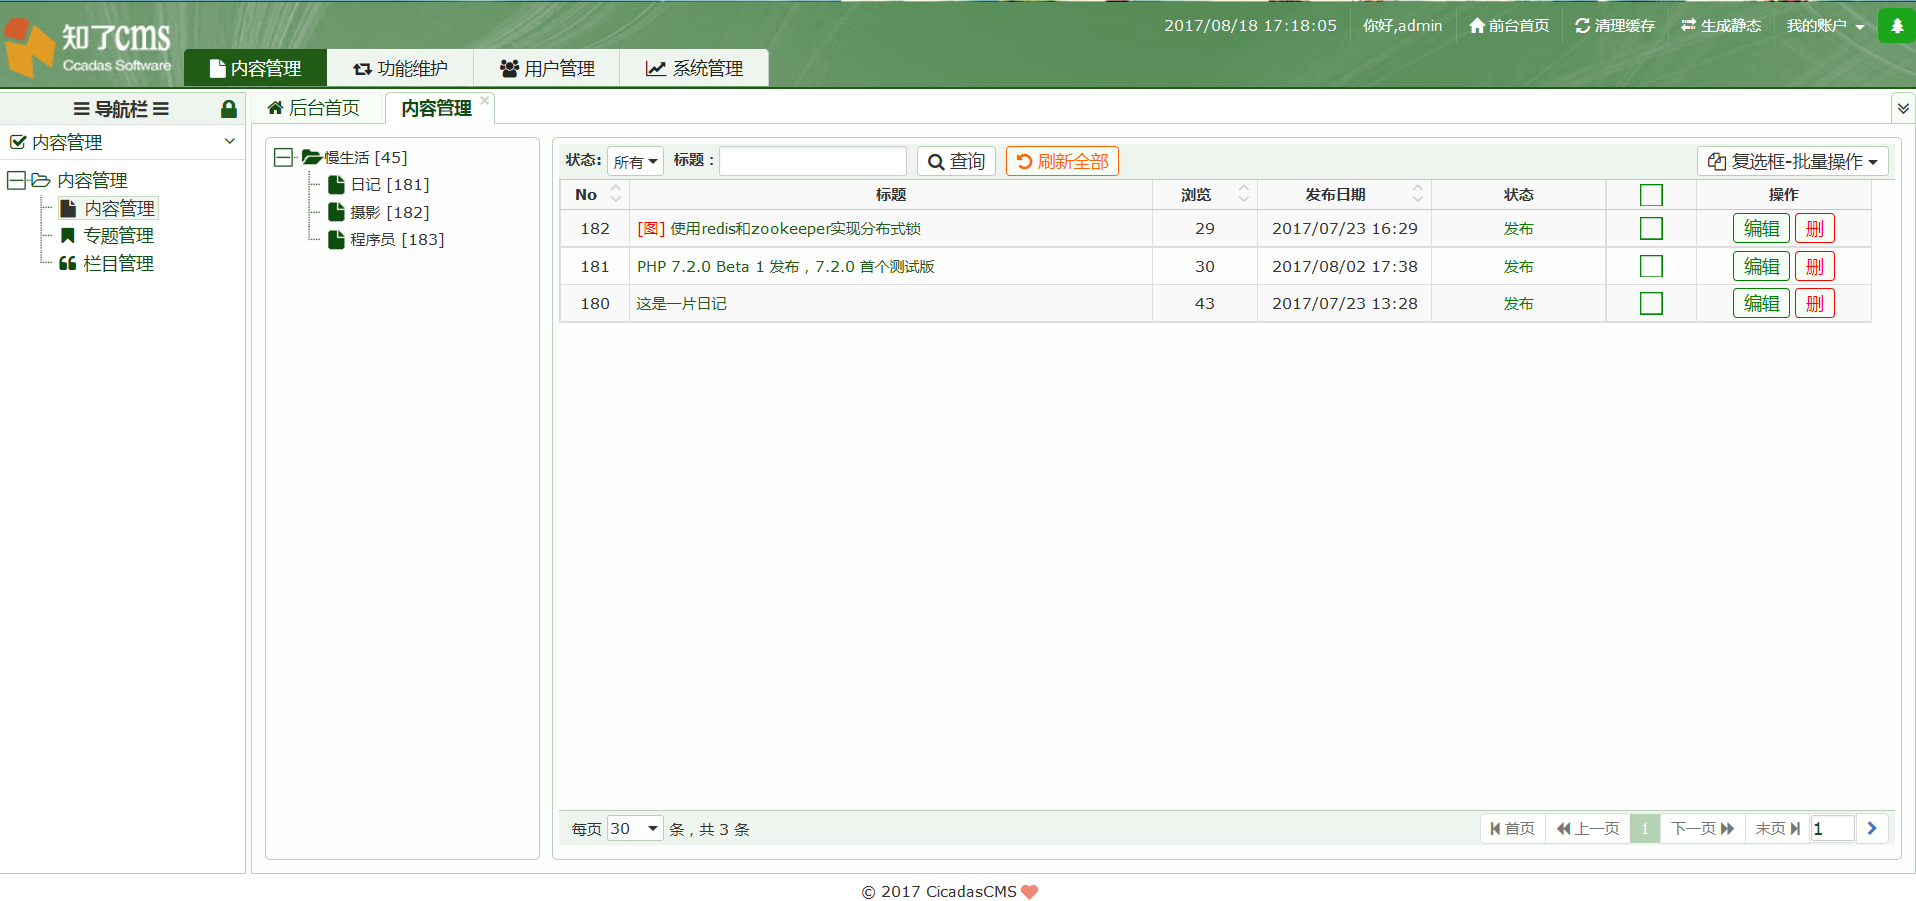 知了cms
Ccadas Software
2017/08/18 17:18:05 你好,admin 前台首页 清理缓存 生成静态 我的账户
内容管理 功能维护 用户管理 系统管理
导航栏
后台首页 内容管理
内容管理
内容管理
内容管理
专题管理
栏目管理
慢生活 [45]
日记 [181]
摄影 [182]
程序员 [183]
状态: 所有 标题： 查询 刷新全部 复选框-批量操作
No 标题 浏览 发布日期 状态 操作
182 [图] 使用redis和zookeeper实现分布式锁 29 2017/07/23 16:29 发布 编辑 删
181 PHP 7.2.0 Beta 1 发布，7.2.0 首个测试版 30 2017/08/02 17:38 发布 编辑 删
180 这是一片日记 43 2017/07/23 13:28 发布 编辑 删
每页 30 条，共 3 条 首页 上一页 1 下一页 末页 1
© 2017 CicadasCMS